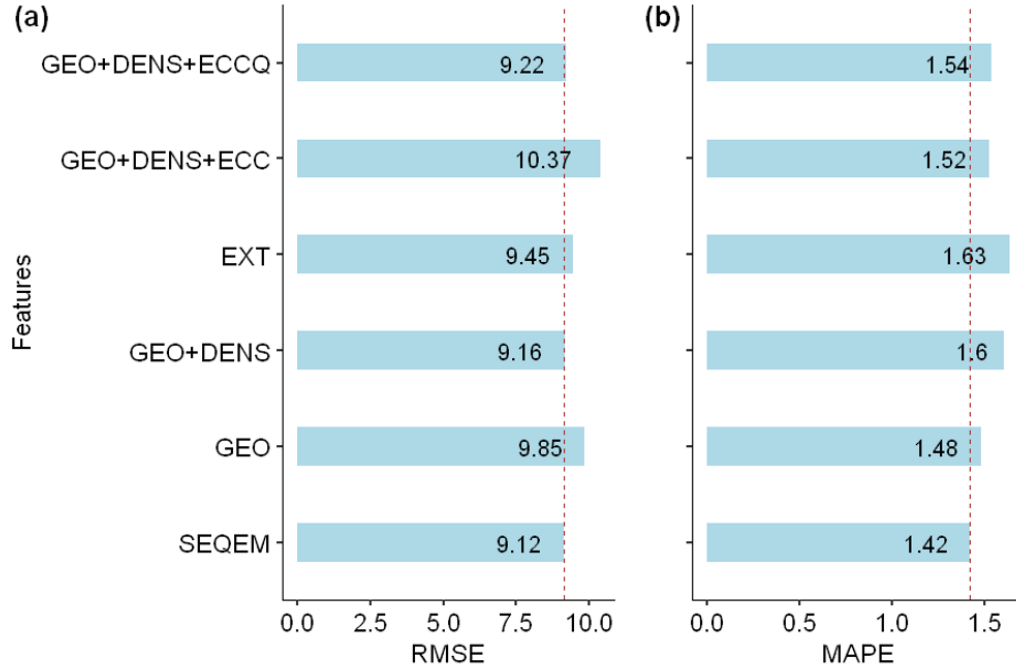 (a)
Features
GEO+DENS+ECCQ
9.22
GEO+DENS+ECC
10.37
EXT
9.45
GEO+DENS
9.16
GEO
9.85
SEQEM
9.12
0.0 2.5 5.0 7.5 10.0
RMSE
(b)
1.54
1.52
1.63
1.6
1.48
1.42
0.0 0.5 1.0 1.5
MAPE